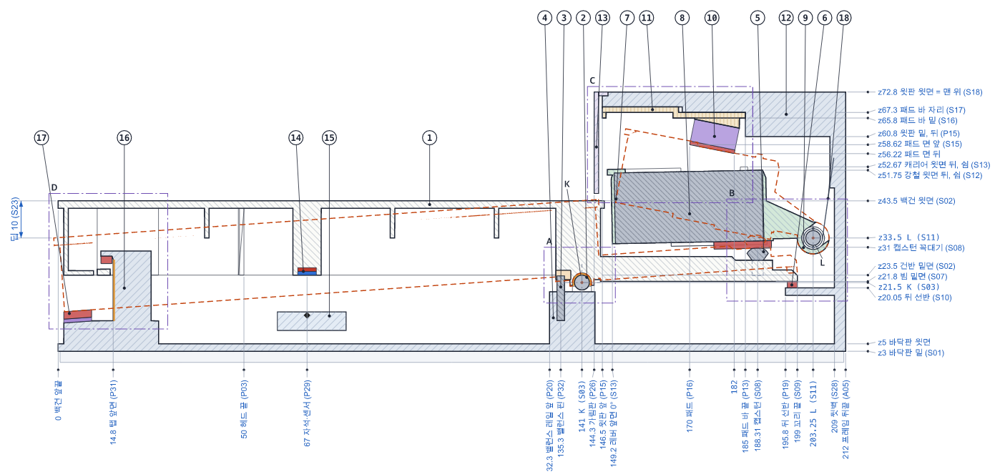 4
3
2
13
7
11
8
10
5
12
9
6
18
C
z72.8 윗판 윗면 = 맨 위 (S18)
z67.3 패드 바 자리 (S17)
z65.8 패드 바 밑 (S16)
z60.8 윗판 밑, 뒤 (P15)
z58.62 패드 면 앞 (S15)
z56.22 패드 면 뒤
z52.67 캐리어 윗면 뒤, 쉼 (S13)
z51.75 강철 윗면 뒤, 쉼 (S12)
17
16
14
15
1
D
K
B
딥 10 (S23)
z43.5 백건 윗면 (S02)
z33.5 L (S11)
z31 캡스턴 꼭대기 (S08)
A
L
z23.5 건반 밑면 (S02)
z21.8 빔 밑면 (S07)
z21.5 K (S03)
z20.05 뒤 선반 (S10)
z5 바닥판 윗면
z3 바닥판 밑 (S01)
0 백건 앞끝
14.8 탭 앞면 (P31)
50 헤드 끝 (P03)
67 자석·센서 (P29)
32.3 밸런스 레일 앞 (P20)
135.3 밸런스 핀 (P32)
141 K (S03)
144.3 가림판 (P26)
146.5 윗판 앞 (P15)
149.2 레버 앞면 0° (S13)
170 패드 (P16)
182
185 패드 바 끝 (P13)
188.31 캡스턴 (S08)
195.8 뒤 선반 (P19)
199 꼬리 끝 (S09)
203.25 L (S11)
209 뒷벽 (S28)
212 프레임 뒤끝 (A05)